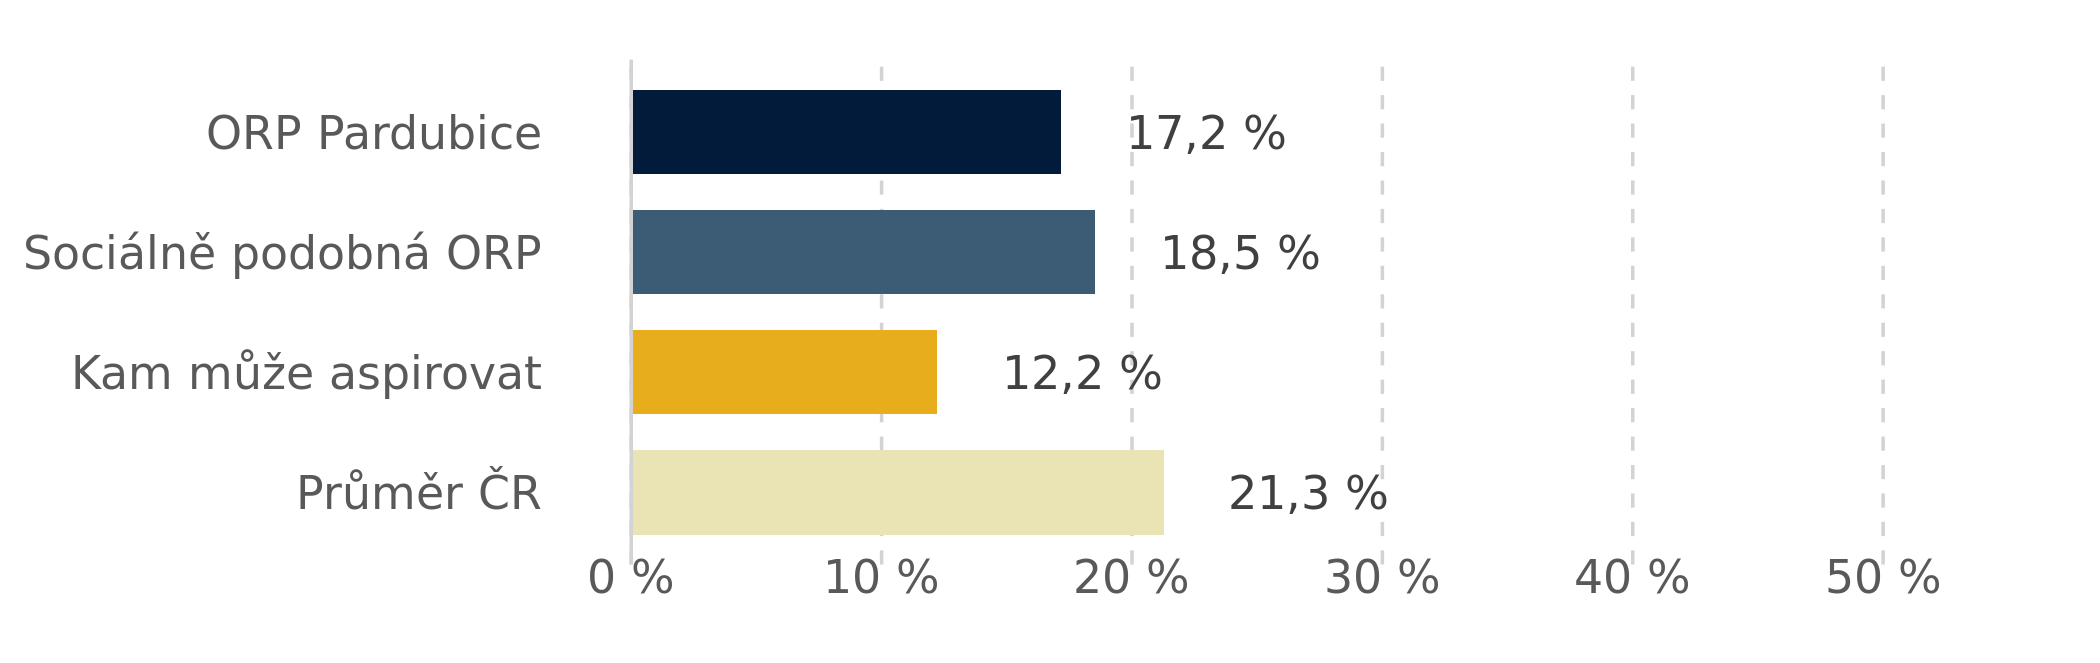 ORP Pardubice 17,2 %
Sociálně podobná ORP 18,5 %
Kam může aspirovat 12,2 %
Průměr ČR 21,3 %
0 % 10 % 20 % 30 % 40 % 50 %